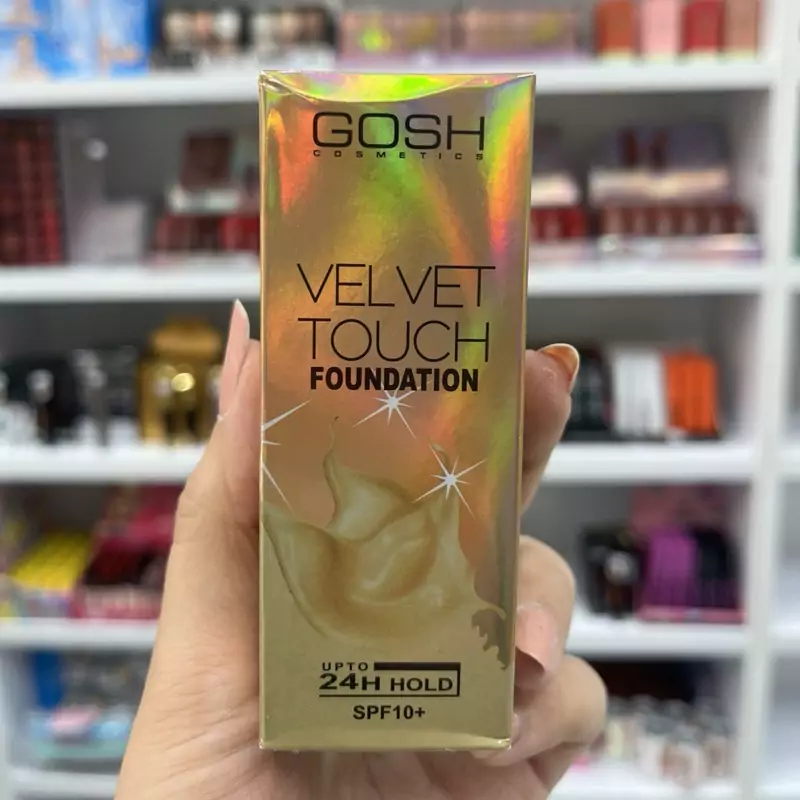 GOSH
COSMETICS
VELVET
TOUCH
FOUNDATION
UPTO
24H HOLD
SPF10+